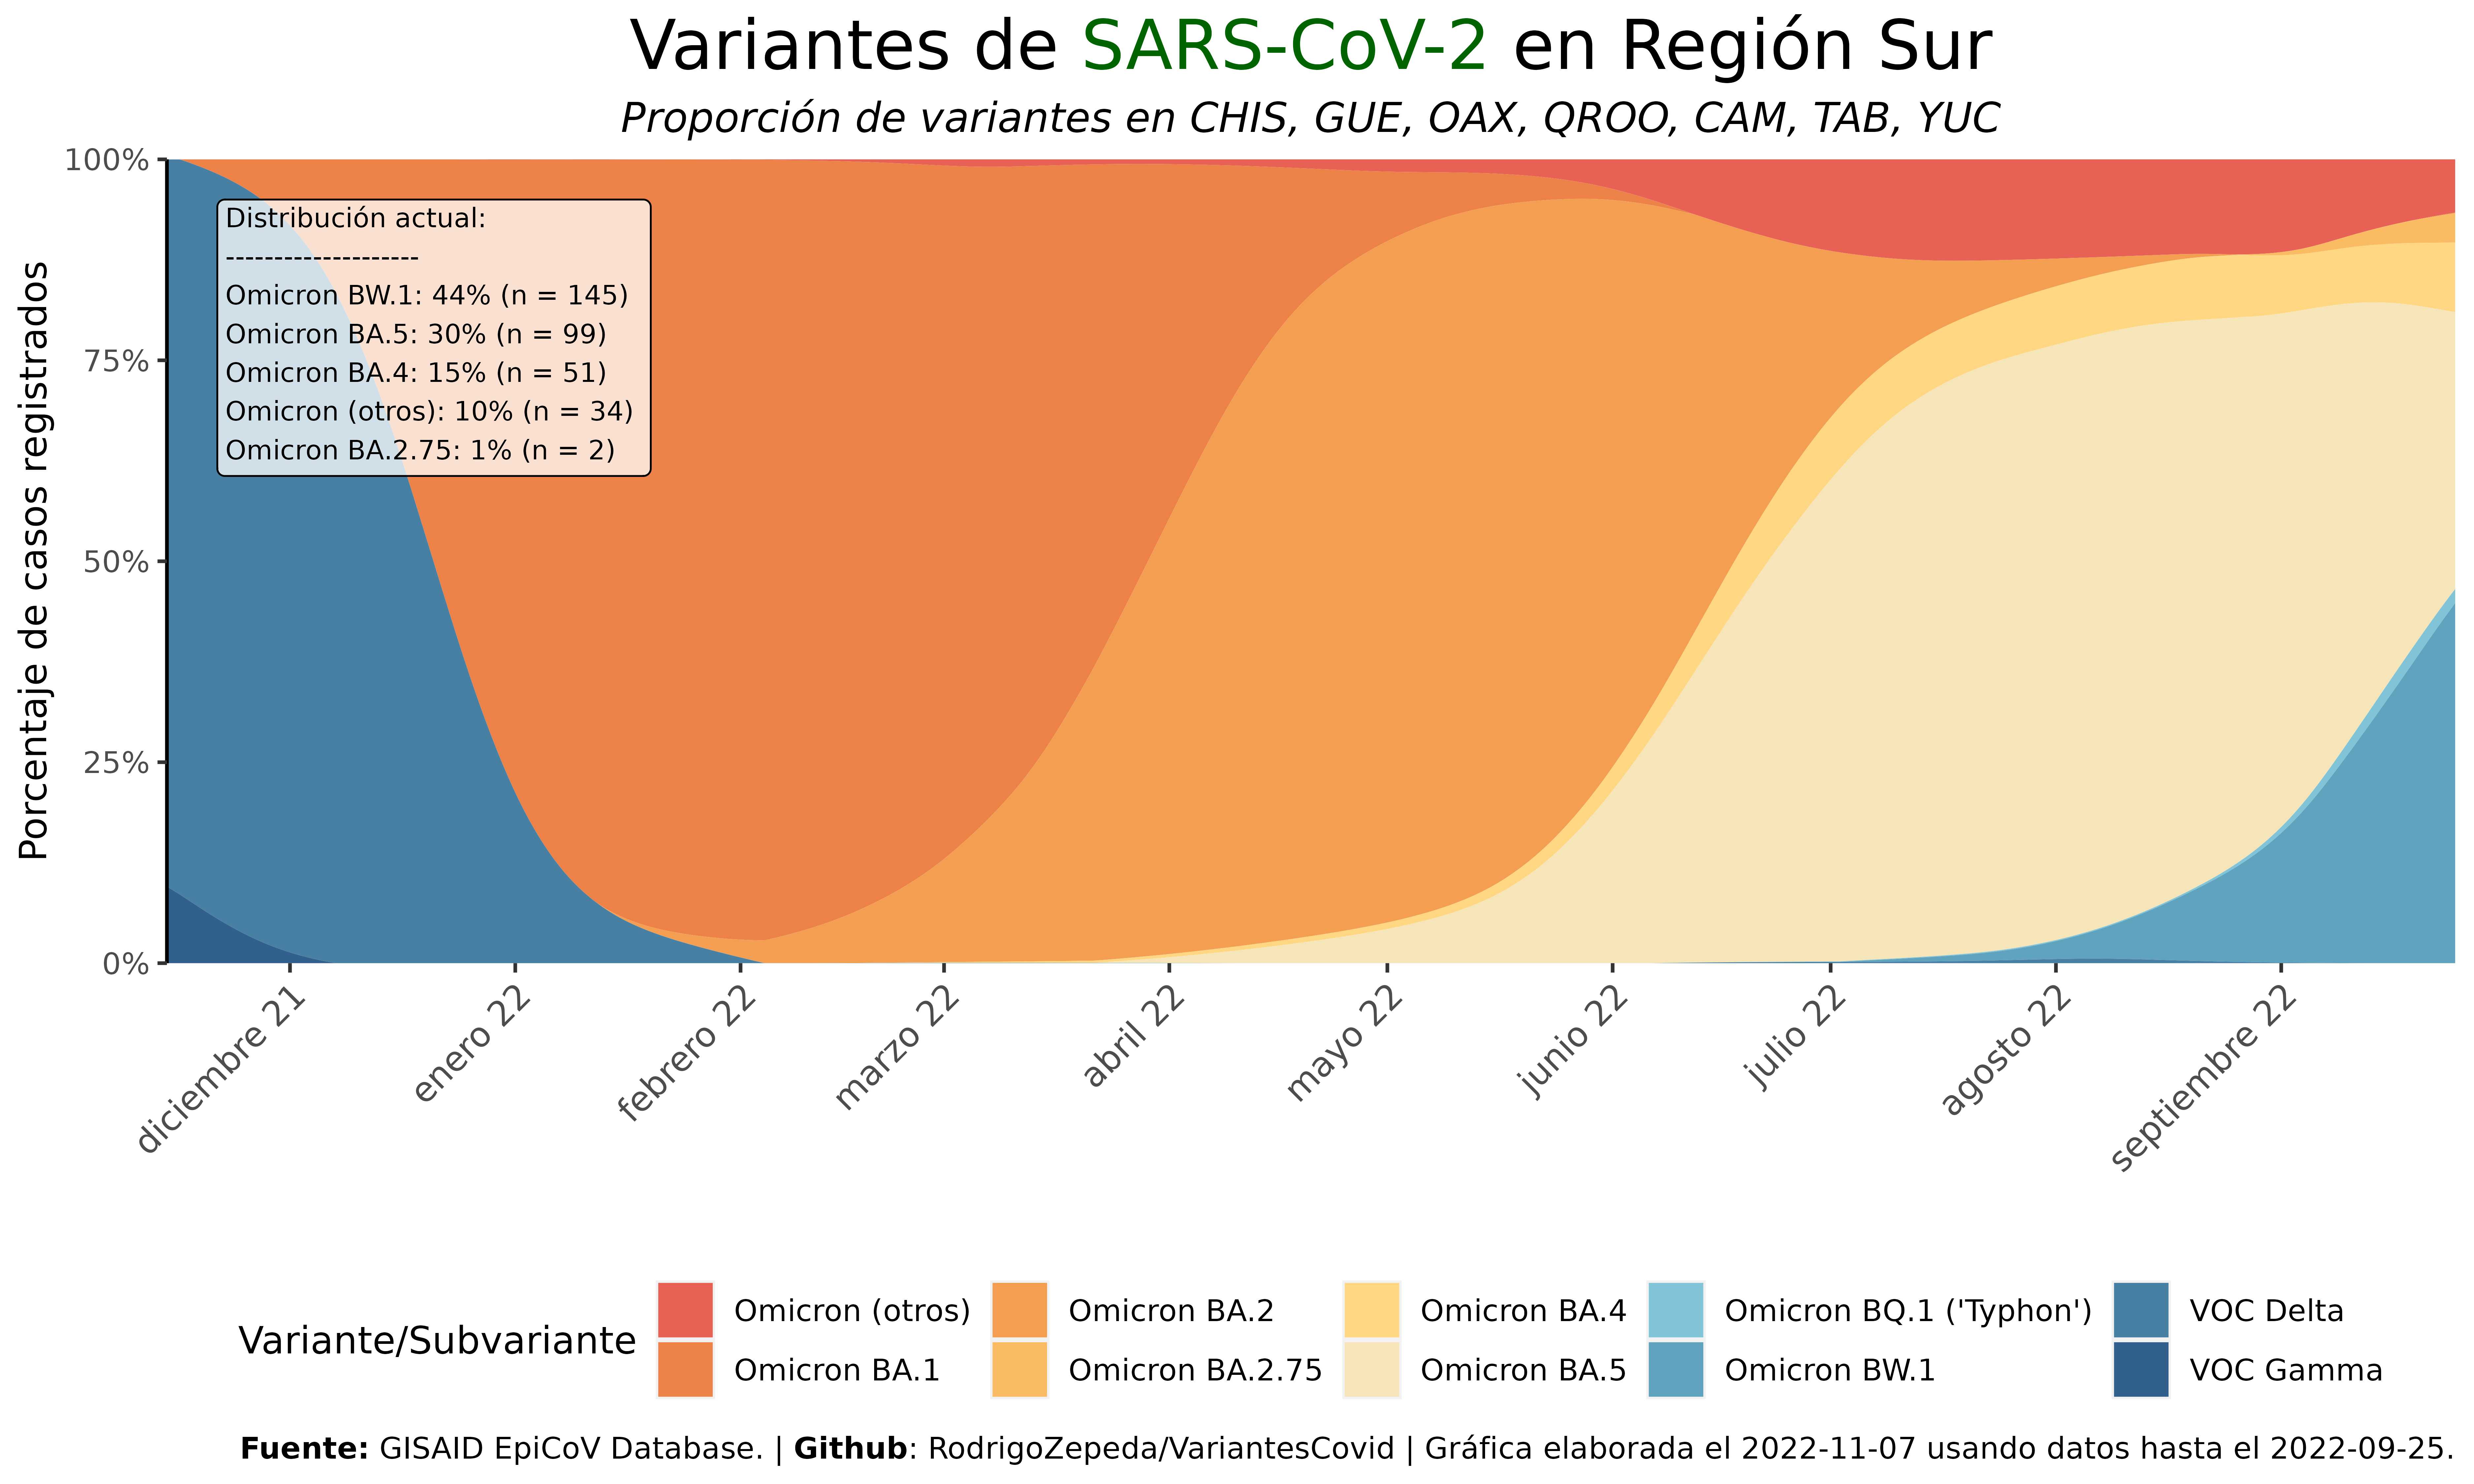 Variantes de SARS-CoV-2 en Región Sur
Proporción de variantes en CHIS, GUE, OAX, QROO, CAM, TAB, YUC
Porcentaje de casos registrados
100%
75%
50%
25%
0%
Distribución actual:
---------------------
Omicron BW.1: 44% (n = 145)
Omicron BA.5: 30% (n = 99)
Omicron BA.4: 15% (n = 51)
Omicron (otros): 10% (n = 34)
Omicron BA.2.75: 1% (n = 2)
diciembre 21
enero 22
febrero 22
marzo 22
abril 22
mayo 22
junio 22
julio 22
agosto 22
septiembre 22
Variante/Subvariante
Omicron (otros)
Omicron BA.1
Omicron BA.2
Omicron BA.2.75
Omicron BA.4
Omicron BA.5
Omicron BQ.1 ('Typhon')
Omicron BW.1
VOC Delta
VOC Gamma
Fuente: GISAID EpiCoV Database. | Github: RodrigoZepeda/VariantesCovid | Gráfica elaborada el 2022-11-07 usando datos hasta el 2022-09-25.